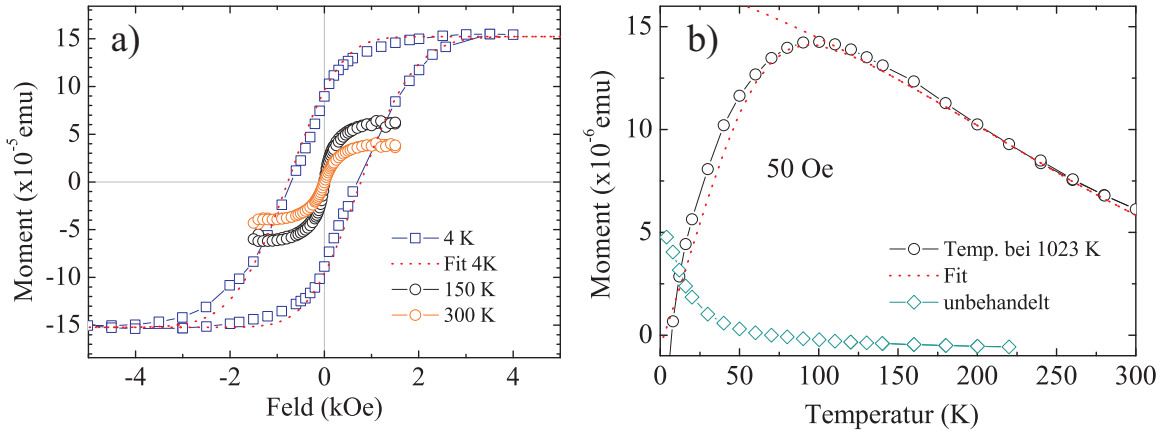 a)
15
10
5
0
-5
-10
-15
Moment (x10⁻⁵ emu)
4 K
Fit 4K
150 K
300 K
-4 -2 0 2 4
Feld (kOe)
b)
15
10
5
0
Moment (x10⁻⁶ emu)
50 Oe
Temp. bei 1023 K
Fit
unbehandelt
0 50 100 150 200 250 300
Temperatur (K)